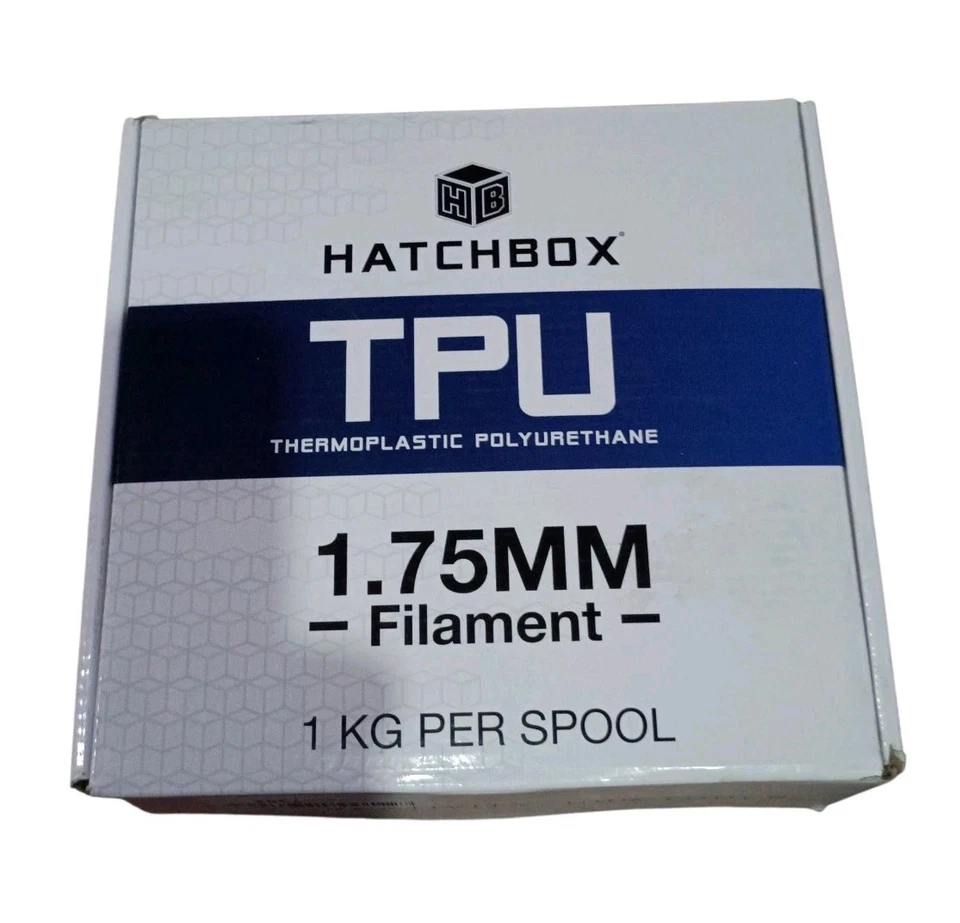 HB
HATCHBOX®
TPU
THERMOPLASTIC POLYURETHANE
1.75MM
– Filament –
1 KG PER SPOOL